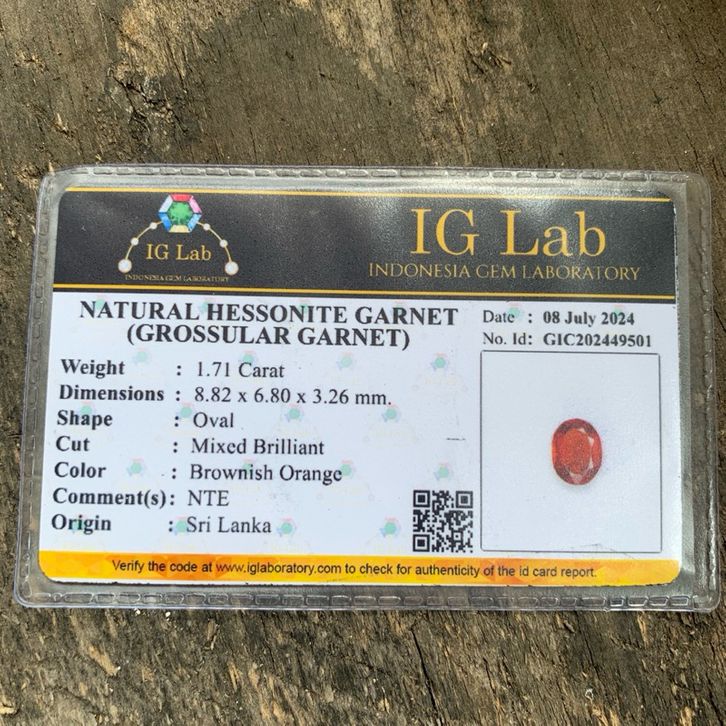 IG Lab
INDONESIA GEM LABORATORY
IG Lab
INDONESIA GEM LABORATORY
NATURAL HESSONITE GARNET
(GROSSULAR GARNET)
Date : 08 July 2024
No. Id: GIC202449501
Weight : 1.71 Carat
Dimensions : 8.82 x 6.80 x 3.26 mm.
Shape : Oval
Cut : Mixed Brilliant
Color : Brownish Orange
Comment(s) : NTE
Origin : Sri Lanka
Verify the code at www.iglaboratory.com to check for authenticity of the id card report.